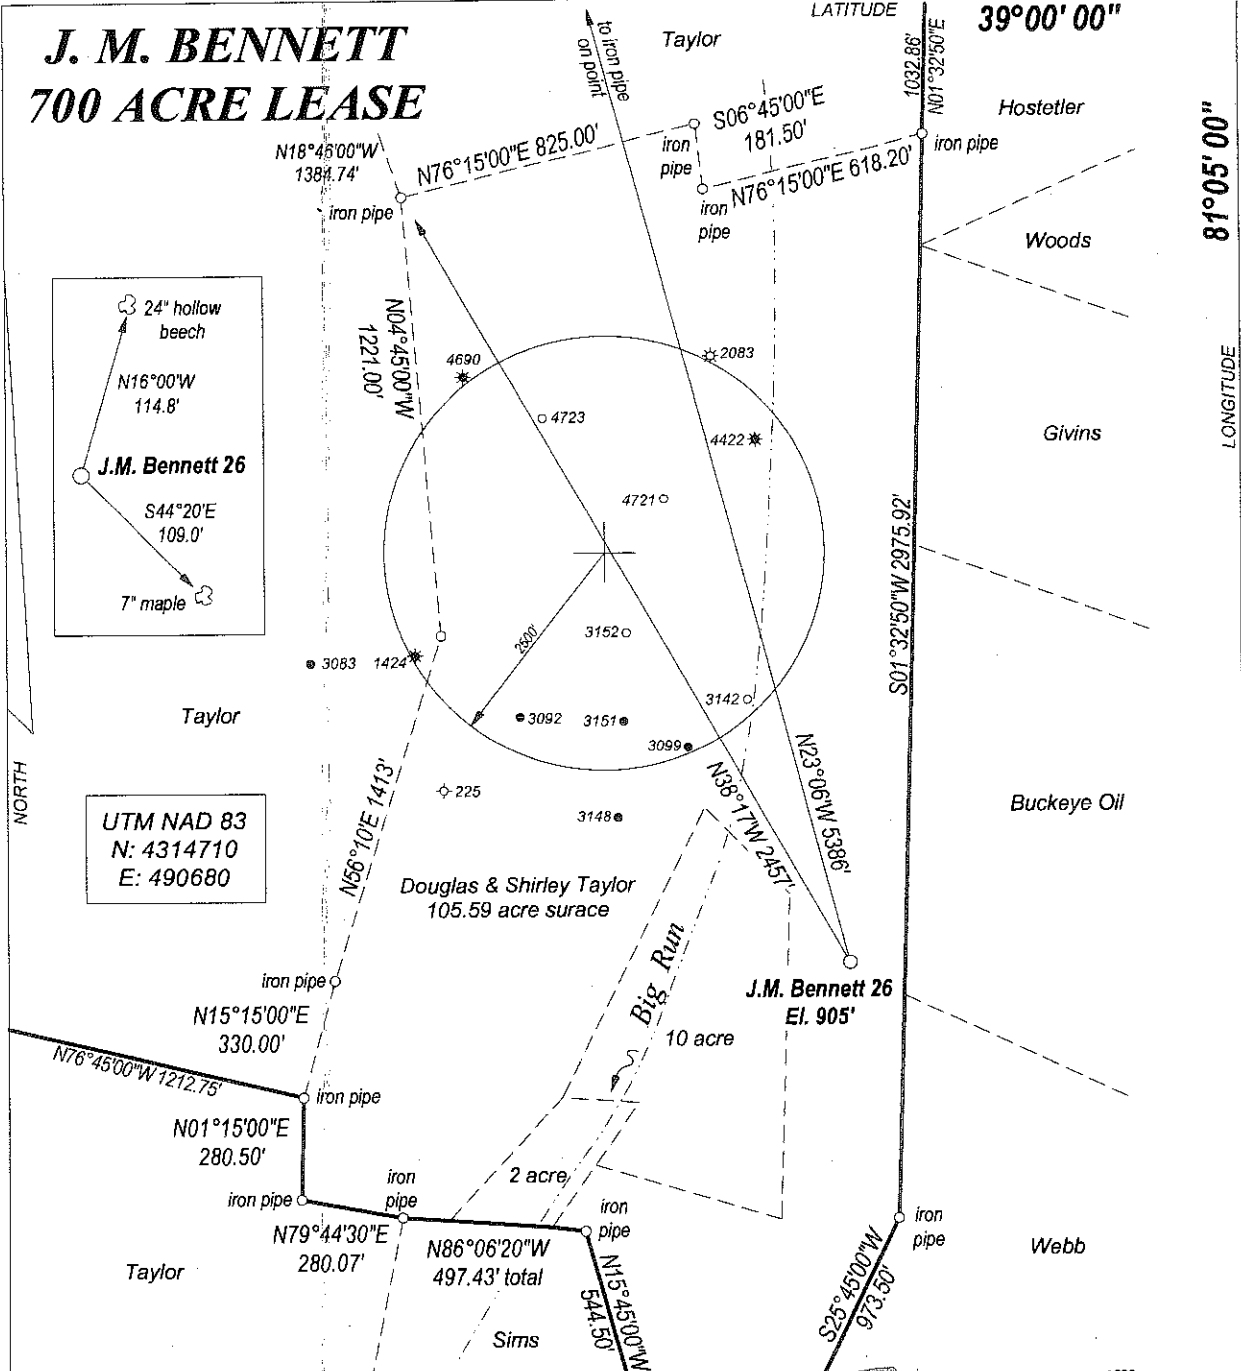 J. M. BENNETT
700 ACRE LEASE
LATITUDE
39°00' 00"
81°05' 00"
LONGITUDE
to iron pipe
on point
Taylor
1032.86'
N01°32'50"E
Hostetler
iron pipe
N18°46'00"W
1384.74'
iron pipe
N76°15'00"E 825.00'
S06°45'00"E
181.50'
iron
pipe
N76°15'00"E 618.20'
iron
pipe
Woods
24" hollow
beech
N16°00'W
114.8'
J.M. Bennett 26
S44°20'E
109.0'
7" maple
N04°45'00"W
1221.00'
4690
2083
4723
4422
4721
Givins
S01°32'50"W 2975.92'
2600'
3152
3083
1424
3142
3092
3151
3099
Taylor
NORTH
225
3148
N38°17'W 2457'
N23°06'W 5386'
Buckeye Oil
UTM NAD 83
N: 4314710
E: 490680
N56°10'E 1413'
Douglas & Shirley Taylor
105.59 acre surace
Big Run
J.M. Bennett 26
El. 905'
10 acre
iron pipe
N15°15'00"E
330.00'
N76°45'00"W 1212.75'
iron pipe
N01°15'00"E
280.50'
iron pipe
iron
pipe
2 acre
iron
pipe
N79°44'30"E
280.07'
N86°06'20"W
497.43' total
N15°45'00"W
544.50'
S25°45'00"W
973.50'
iron
pipe
Webb
Taylor
Sims